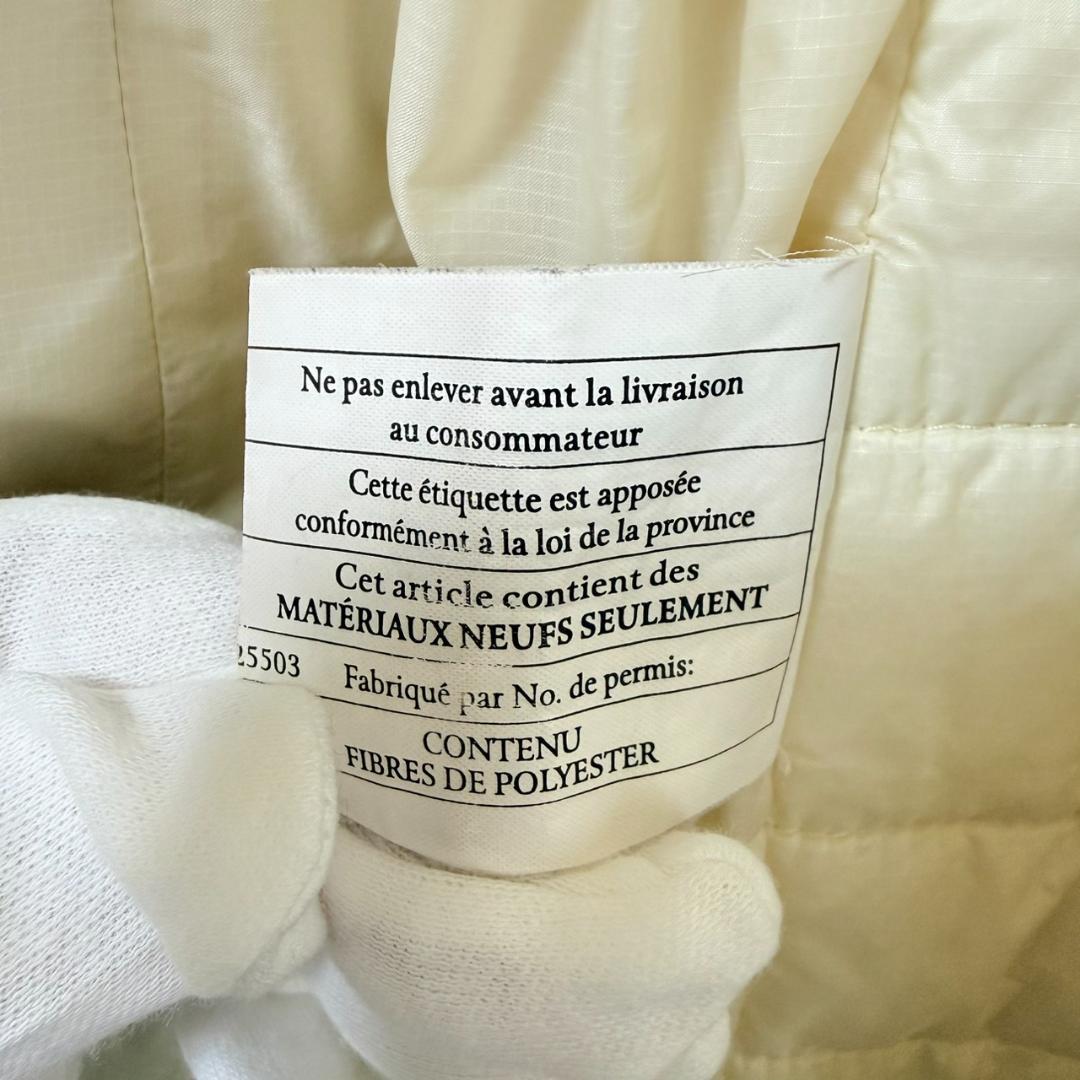 Ne pas enlever avant la livraison
au consommateur
Cette étiquette est apposée
conformément à la loi de la province
Cet article contient des
MATÉRIAUX NEUFS SEULEMENT
25503 Fabriqué par No. de permis:
CONTENU
FIBRES DE POLYESTER